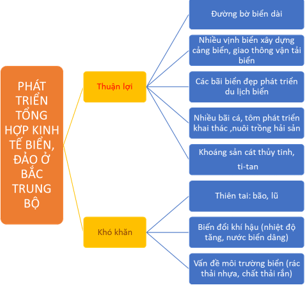 PHÁT
TRIỂN
TỔNG
HỢP KINH
TẾ BIỂN,
ĐẢO Ở
BẮC
TRUNG
BỘ
Thuận lợi
Đường bờ biển dài
Nhiều vịnh biển xây dựng
cảng biển, giao thông vận tải
biển
Các bãi biển đẹp phát triển
du lịch biển
Nhiều bãi cá, tôm phát triển
khai thác ,nuôi trồng hải sản
Khoáng sản cát thủy tinh,
ti-tan
Khó khăn
Thiên tai: bão, lũ
Biến đổi khí hậu (nhiệt độ
tăng, nước biển dâng)
Vấn đề môi trường biển (rác
thải nhựa, chất thải rắn)